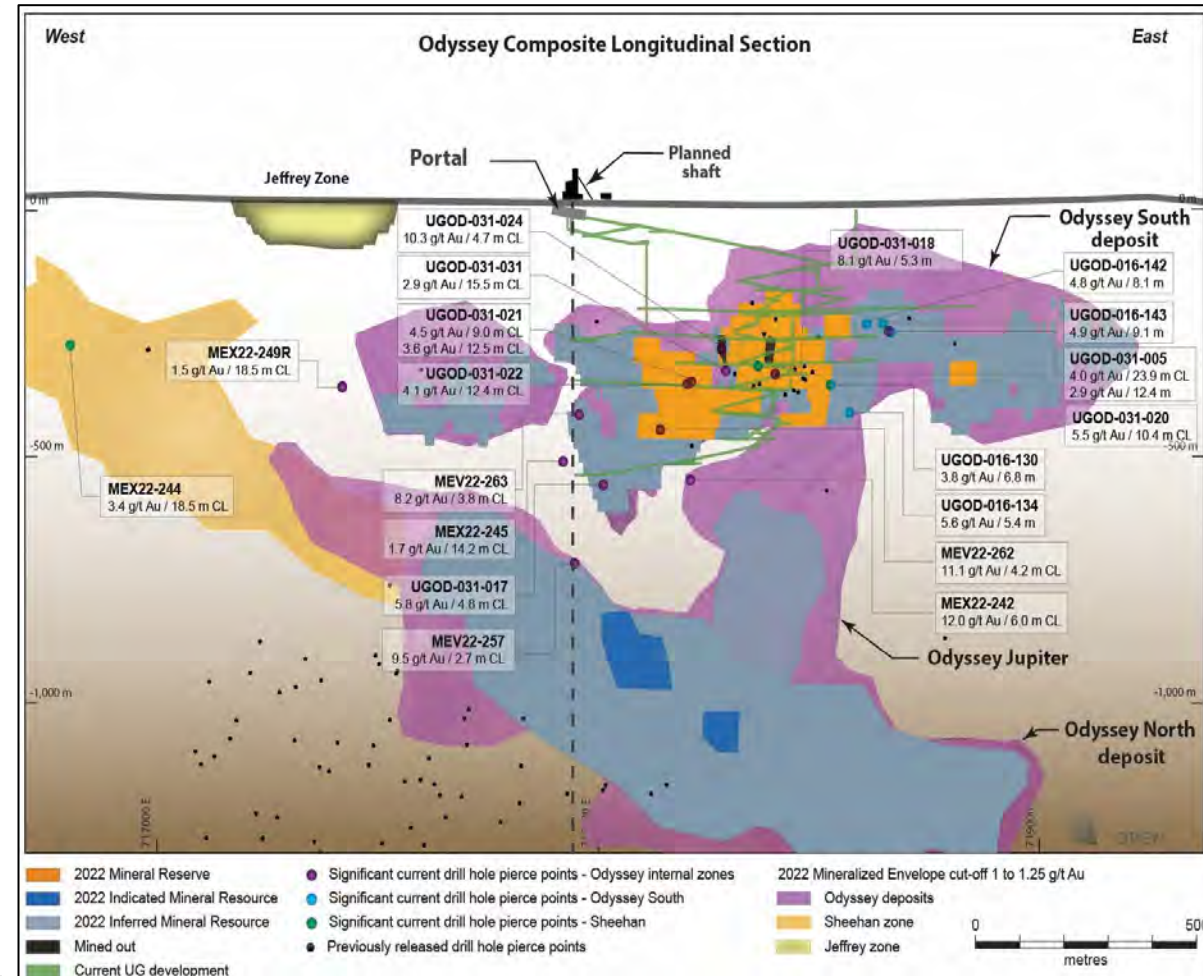 West
Odyssey Composite Longitudinal Section
East
Portal
Planned
shaft
Jeffrey Zone
0 m
0 m
UGOD-031-024
10.3 g/t Au / 4.7 m CL
UGOD-031-031
2.9 g/t Au / 15.5 m CL
UGOD-031-021
4.5 g/t Au / 9.0 m CL
3.6 g/t Au / 12.5 m CL
UGOD-031-022
4.1 g/t Au / 12.4 m CL
MEX22-249R
1.5 g/t Au / 18.5 m CL
UGOD-031-018
8.1 g/t Au / 5.3 m
Odyssey South
deposit
UGOD-016-142
4.8 g/t Au / 8.1 m
UGOD-016-143
4.9 g/t Au / 9.1 m
UGOD-031-005
4.0 g/t Au / 23.9 m CL
2.9 g/t Au / 12.4 m
UGOD-031-020
5.5 g/t Au / 10.4 m CL
-500 m
-500 m
MEX22-244
3.4 g/t Au / 18.5 m CL
MEV22-263
8.2 g/t Au / 3.8 m CL
MEX22-245
1.7 g/t Au / 14.2 m CL
UGOD-031-017
5.8 g/t Au / 4.8 m CL
MEV22-257
9.5 g/t Au / 2.7 m CL
UGOD-016-130
3.8 g/t Au / 6.8 m
UGOD-016-134
5.6 g/t Au / 5.4 m
MEV22-262
11.1 g/t Au / 4.2 m CL
MEX22-242
12.0 g/t Au / 6.0 m CL
Odyssey Jupiter
-1,000 m
-1,000 m
Odyssey North
deposit
717000 E
719000 E
2022 Mineral Reserve
2022 Indicated Mineral Resource
2022 Inferred Mineral Resource
Mined out
Current UG development
Significant current drill hole pierce points - Odyssey internal zones
Significant current drill hole pierce points - Odyssey South
Significant current drill hole pierce points - Sheehan
Previously released drill hole pierce points
2022 Mineralized Envelope cut-off 1 to 1.25 g/t Au
Odyssey deposits
Sheehan zone
Jeffrey zone
0
metres